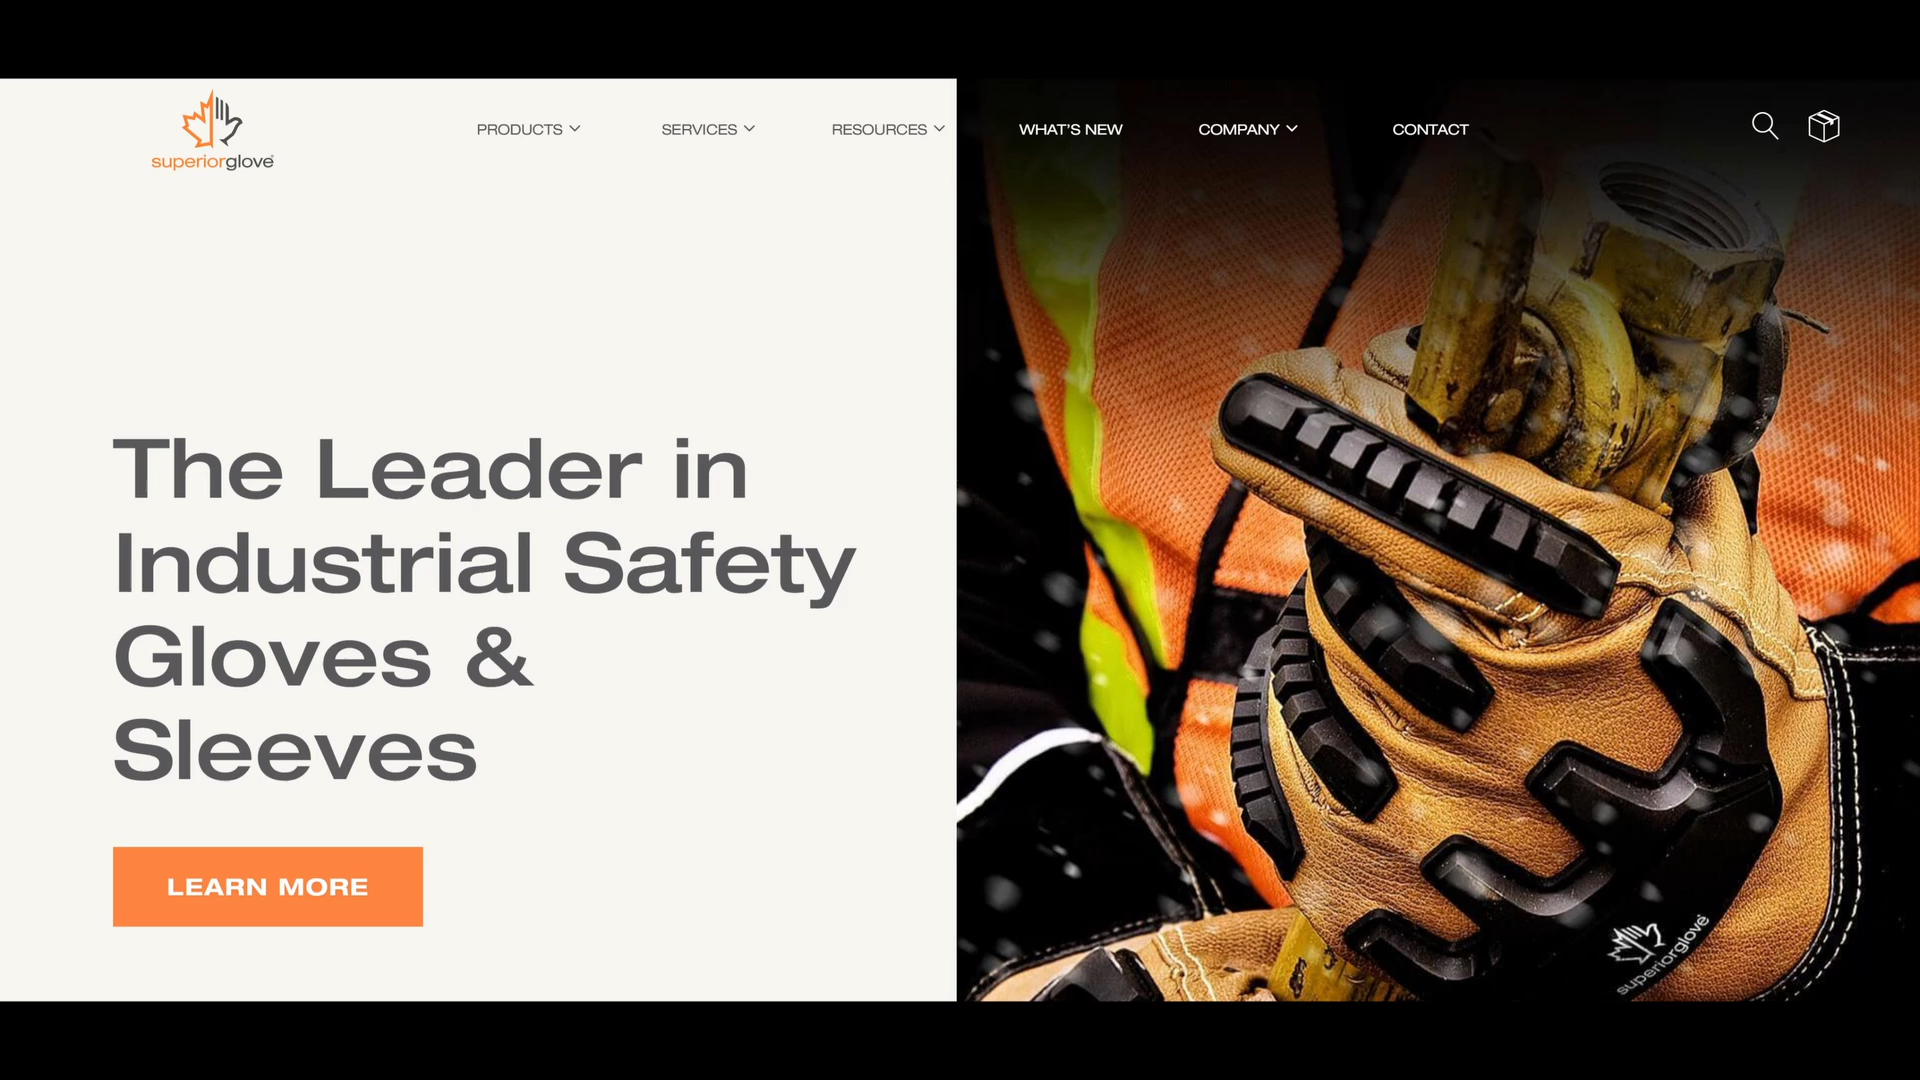 superiorglove
PRODUCTS
SERVICES
RESOURCES
WHAT'S NEW
COMPANY
CONTACT
The Leader in
Industrial Safety
Gloves &
Sleeves
LEARN MORE
superiorglove